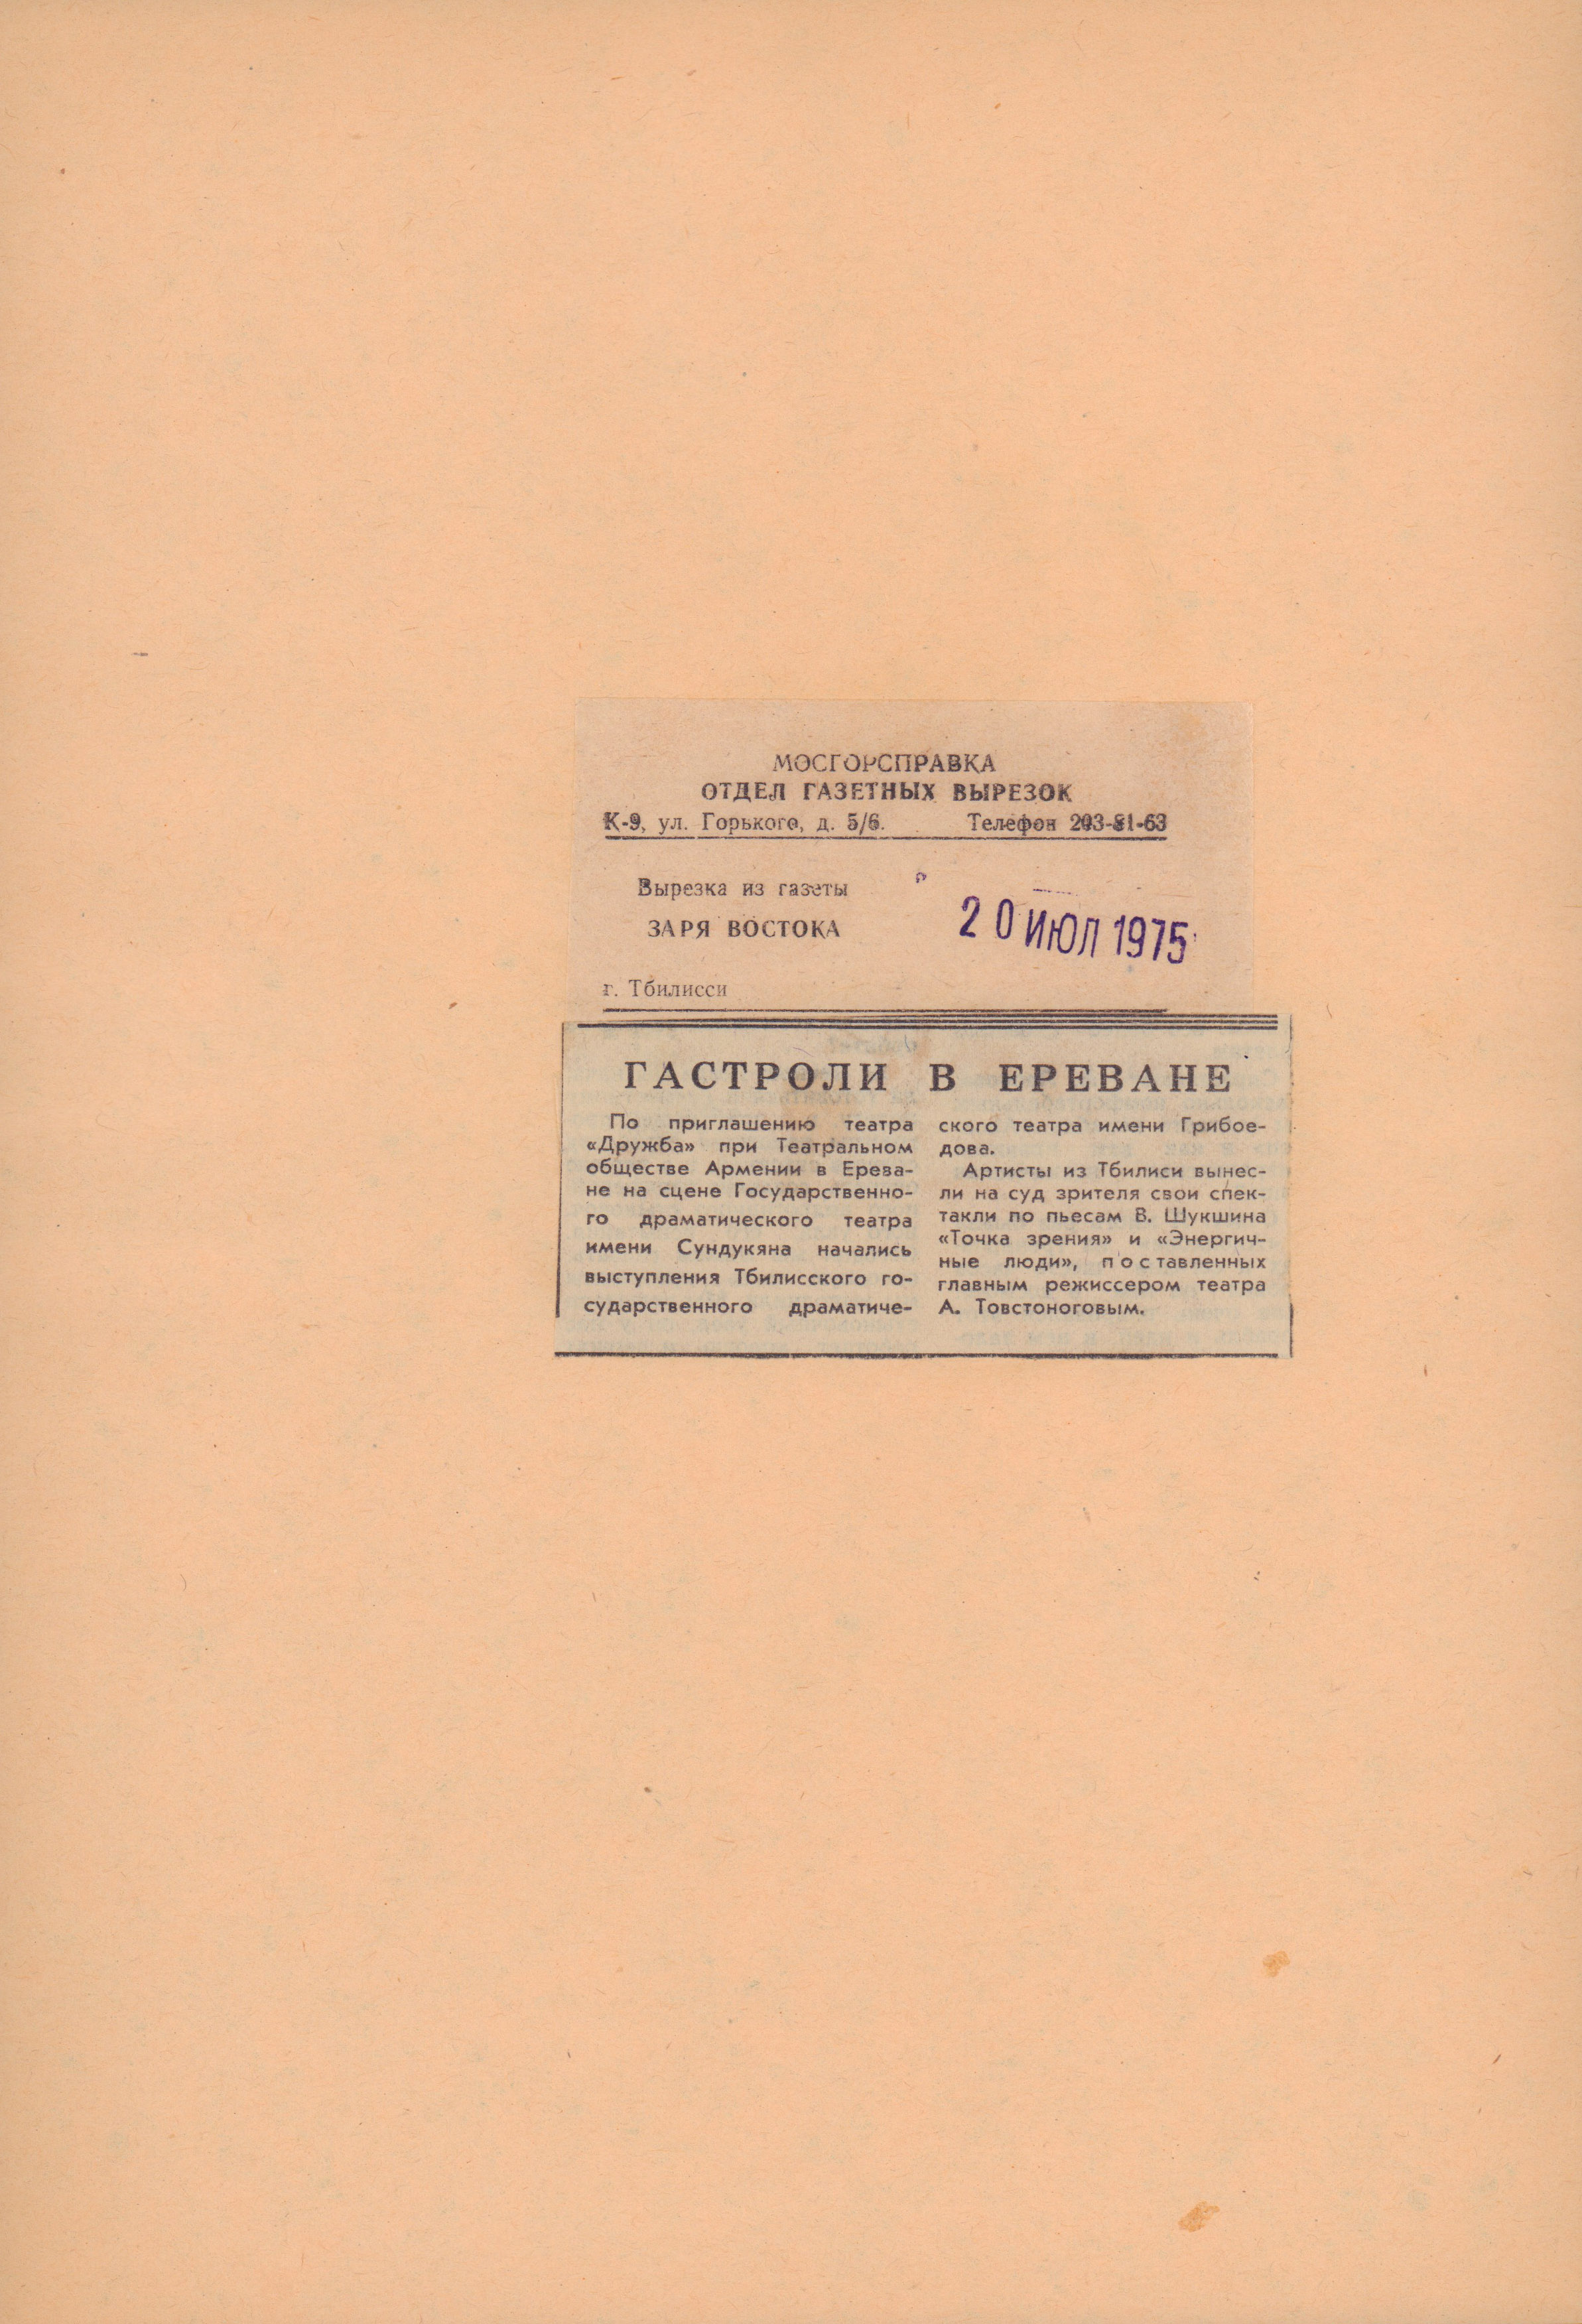 МОСГОРСПРАВКА
ОТДЕЛ ГАЗЕТНЫХ ВЫРЕЗОК
К-9, ул. Горького, д. 5/6. Телефон 203-81-63
Вырезка из газеты
ЗАРЯ ВОСТОКА
20 ИЮЛ 1975
г. Тбилисси
ГАСТРОЛИ В ЕРЕВАНЕ
По приглашению театра
«Дружба» при Театральном
обществе Армении в Ерева-
не на сцене Государственно-
го драматического театра
имени Сундукяна начались
выступления Тбилисского го-
сударственного драматиче-
ского театра имени Грибое-
дова.
Артисты из Тбилиси вынес-
ли на суд зрителя свои спек-
такли по пьесам В. Шукшина
«Точка зрения» и «Энергич-
ные люди», поставленных
главным режиссером театра
А. Товстоноговым.